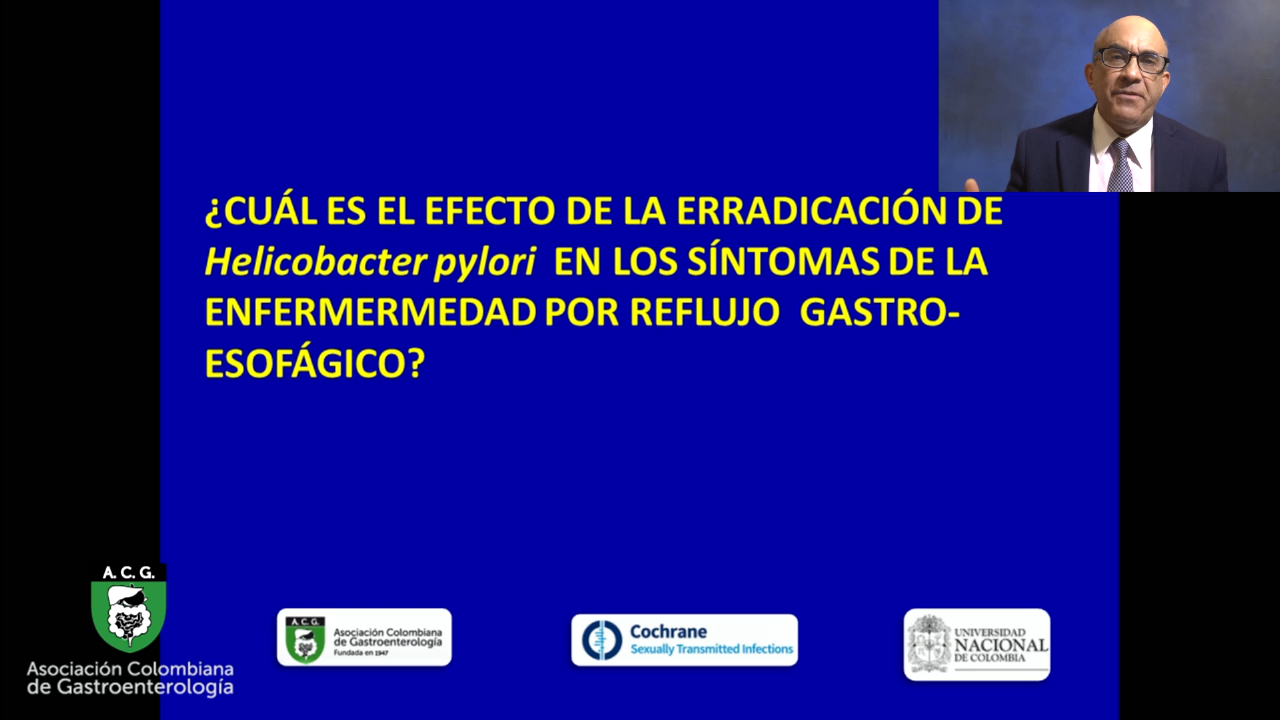 ¿CUÁL ES EL EFECTO DE LA ERRADICACIÓN DE
Helicobacter pylori EN LOS SÍNTOMAS DE LA
ENFERMERMEDAD POR REFLUJO GASTRO-
ESOFÁGICO?
A. C. G.
Asociación Colombiana
de Gastroenterología
A. C. G.
Asociación Colombiana
de Gastroenterología
Fundada en 1947
Cochrane
Sexually Transmitted Infections
UNIVERSIDAD
NACIONAL
DE COLOMBIA